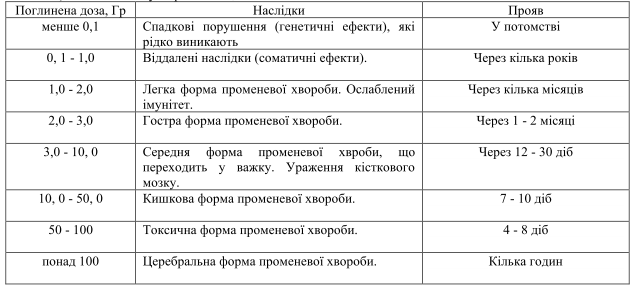 Поглинена доза, Гр Наслідки Прояв
менше 0,1 Спадкові порушення (генетичні ефекти), які У потомстві
рідко виникають
0, 1 - 1,0 Віддалені наслідки (соматичні ефекти). Через кілька років
1,0 - 2,0 Легка форма променевої хвороби. Ослаблений Через кілька місяців
імунітет.
2,0 - 3,0 Гостра форма променевої хвороби. Через 1 - 2 місяці
3,0 - 10, 0 Середня форма променевої хвроби, що Через 12 - 30 діб
переходить у важку. Ураження кісткового
мозку.
10, 0 - 50, 0 Кишкова форма променевої хвороби. 7 - 10 діб
50 - 100 Токсична форма променевої хвороби. 4 - 8 діб
понад 100 Церебральна форма променевої хвороби. Кілька годин